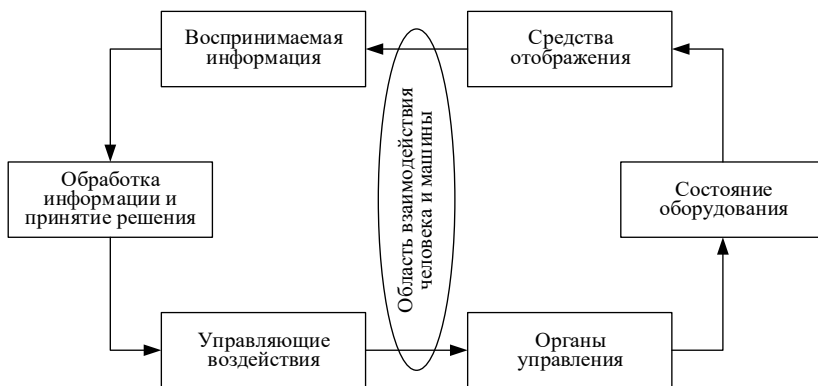 Воспринимаемая
информация
Средства
отображения
Область взаимодействия
человека и машины
Обработка
информации и
принятие решения
Состояние
оборудования
Управляющие
воздействия
Органы
управления